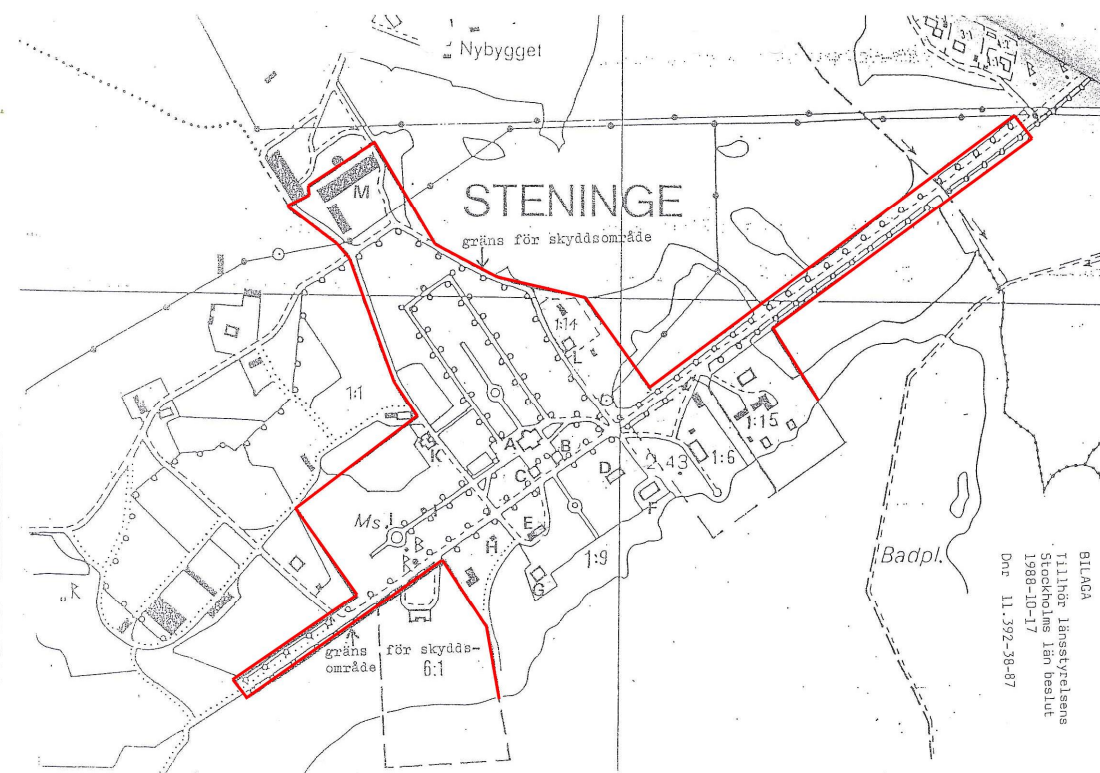 Nybygget
STENINGE
gräns för skyddsområde
M
1:14
L
1:1
1:15
1:6
A
B
K
C
D
2.43
F
Ms.
I
E
B
R
H
1:9
G
R
Badpl.
gräns för skydds-
område
6:1
BILAGA
Tillhör länsstyrelsens
Stockholms län beslut
1988-10-17
Dnr 11.392-38-87